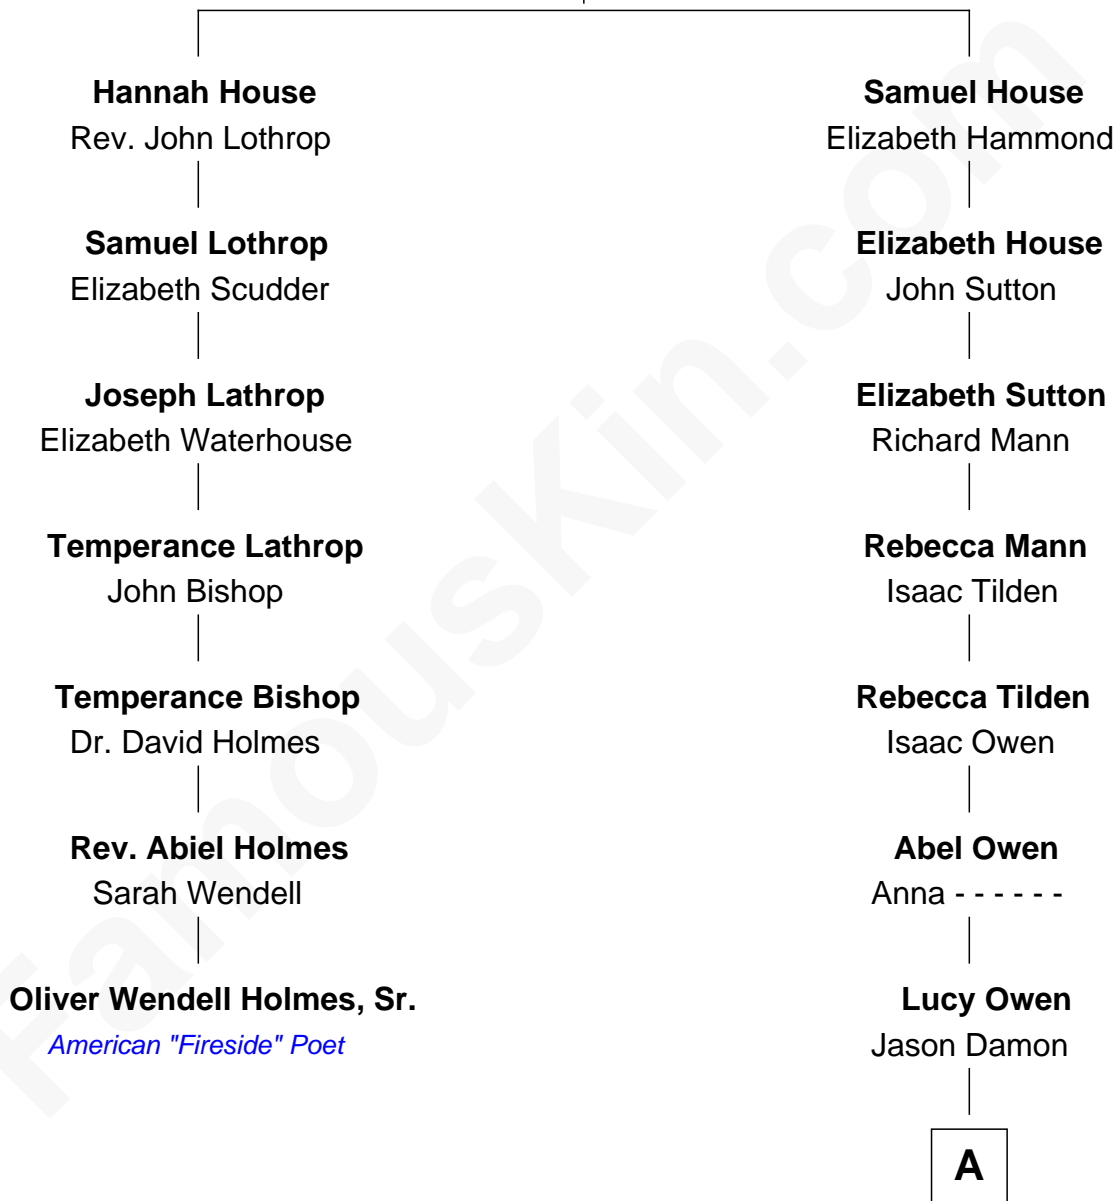 Hannah House
Rev. John Lothrop
Samuel Lothrop
Elizabeth Scudder
Joseph Lathrop
Elizabeth Waterhouse
Temperance Lathrop
John Bishop
Temperance Bishop
Dr. David Holmes
Rev. Abiel Holmes
Sarah Wendell
Oliver Wendell Holmes, Sr.
American "Fireside" Poet
Samuel House
Elizabeth Hammond
Elizabeth House
John Sutton
Elizabeth Sutton
Richard Mann
Rebecca Mann
Isaac Tilden
Rebecca Tilden
Isaac Owen
Abel Owen
Anna - - - - - -
Lucy Owen
Jason Damon
A
FamousKin.com